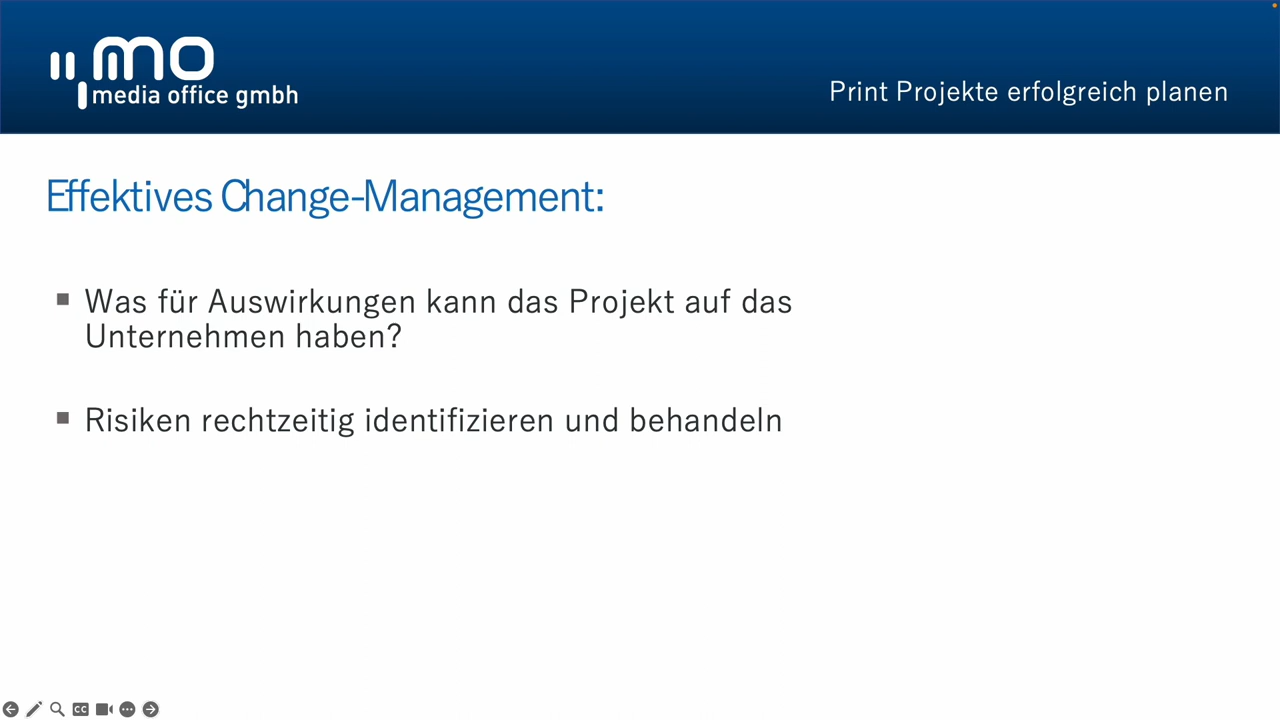 mo
media office gmbh
Print Projekte erfolgreich planen
Effektives Change-Management:
Was für Auswirkungen kann das Projekt auf das
Unternehmen haben?
Risiken rechtzeitig identifizieren und behandeln
CC